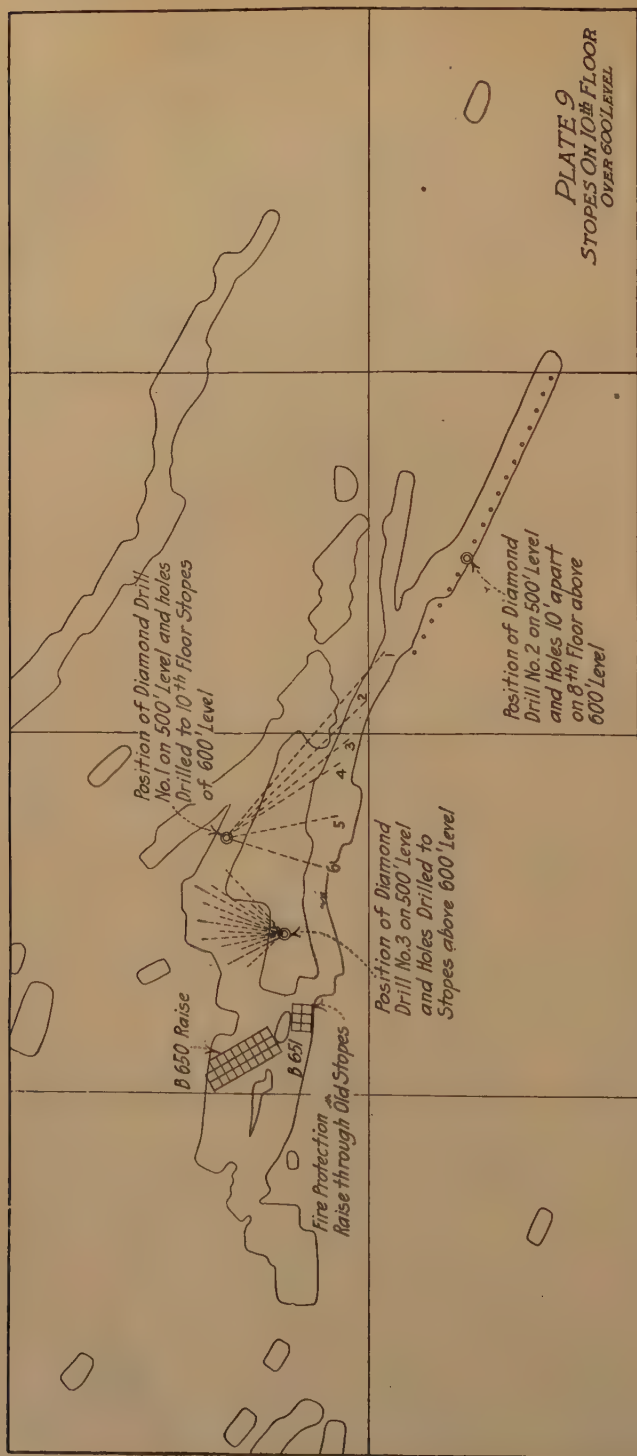 PLATE 9
STOPES ON 10th FLOOR
OVER 600' LEVEL
Position of Diamond Drill
No.1 on 500' Level and holes
Drilled to 10th Floor Stopes
of 600' Level
B 650 Raise
B 651
Fire Protection
Raise through Old Stopes
Position of Diamond
Drill No.3 on 500' Level
and Holes Drilled to
Stopes above 600' Level
Position of Diamond
Drill No.2 on 500' Level
and Holes 10' apart
on 8th Floor above
600' Level
1
2
3
4
5
6
7